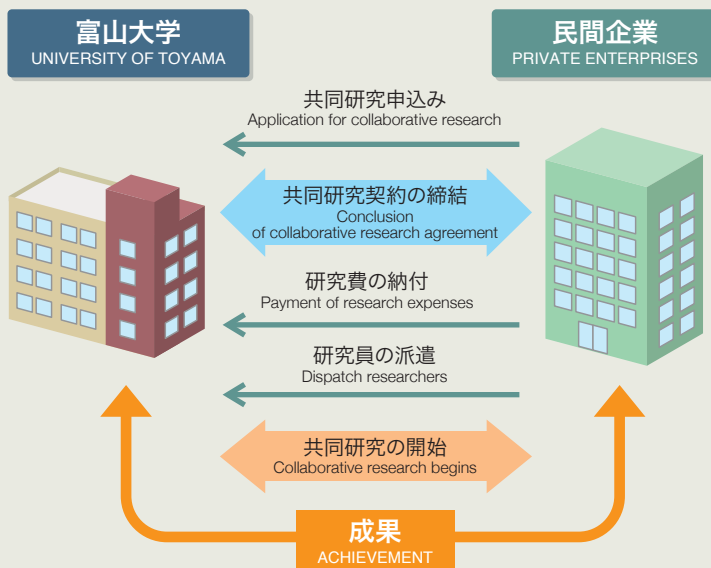 富山大学
UNIVERSITY OF TOYAMA
民間企業
PRIVATE ENTERPRISES
共同研究申込み
Application for collaborative research
共同研究契約の締結
Conclusion
of collaborative research agreement
研究費の納付
Payment of research expenses
研究員の派遣
Dispatch researchers
共同研究の開始
Collaborative research begins
成果
ACHIEVEMENT